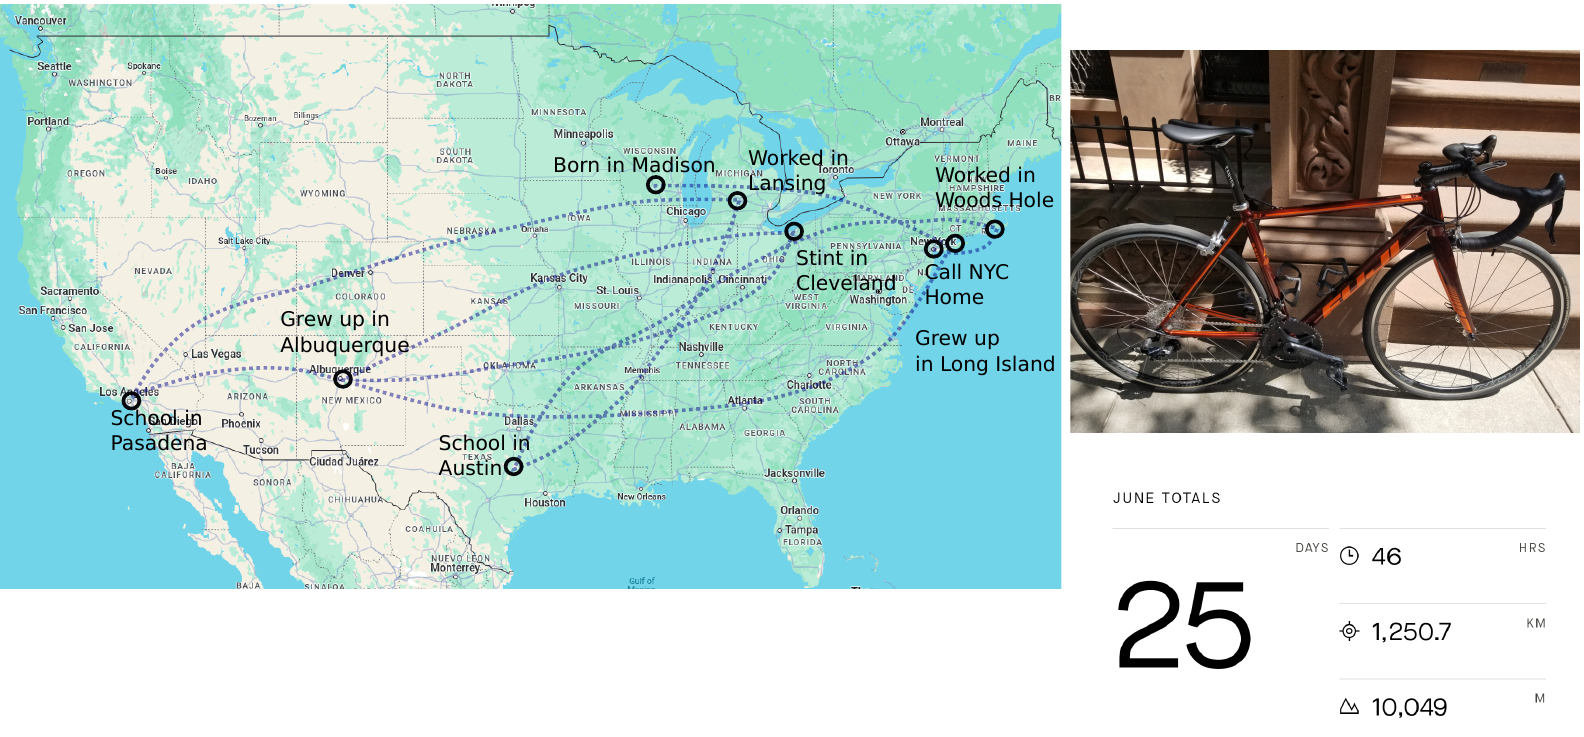 Winnipeg
Vancouver
Seattle
Spokane
WASHINGTON
NORTH
DAKOTA
Portland
Bozeman
Billings
MINNESOTA
Minneapolis
Montreal
Ottawa
MAINE
OREGON
Boise
IDAHO
SOUTH
DAKOTA
WISCONSIN
Born in Madison
Worked in
Lansing
MICHIGAN
Toronto
VERMONT
Worked in
Woods Hole
HAMPSHIRE
MASSACHUSETTS
WYOMING
NEW YORK
Chicago
IOWA
NEBRASKA
Omaha
CT
Salt Lake City
New York
PENNSYLVANIA
NEVADA
Denver
ILLINOIS
INDIANA
OHIO
Stint in
Cleveland
Call NYC
Home
Kansas City
Indianapolis
Cincinnati
MARYLAND
DE
Sacramento
COLORADO
KANSAS
St. Louis
MISSOURI
WEST
VIRGINIA
Washington
San Francisco
San Jose
Grew up in
Albuquerque
KENTUCKY
VIRGINIA
Grew up
in Long Island
CALIFORNIA
Las Vegas
Nashville
TENNESSEE
Albuquerque
OKLAHOMA
Memphis
NORTH
CAROLINA
Charlotte
Los Angeles
ARIZONA
NEW MEXICO
ARKANSAS
Atlanta
SOUTH
CAROLINA
School in
Pasadena
San Diego
Phoenix
Dallas
MISSISSIPPI
ALABAMA
GEORGIA
Tucson
School in
Austin
TEXAS
BAJA
CALIFORNIA
Ciudad Juárez
SONORA
Jacksonville
CHIHUAHUA
Houston
New Orleans
Orlando
Tampa
FLORIDA
COAHUILA
NUEVO LEON
Monterrey
BAJA
SINALOA
Gulf of
JUNE TOTALS
DAYS
25
46 HRS
1,250.7 KM
10,049 M